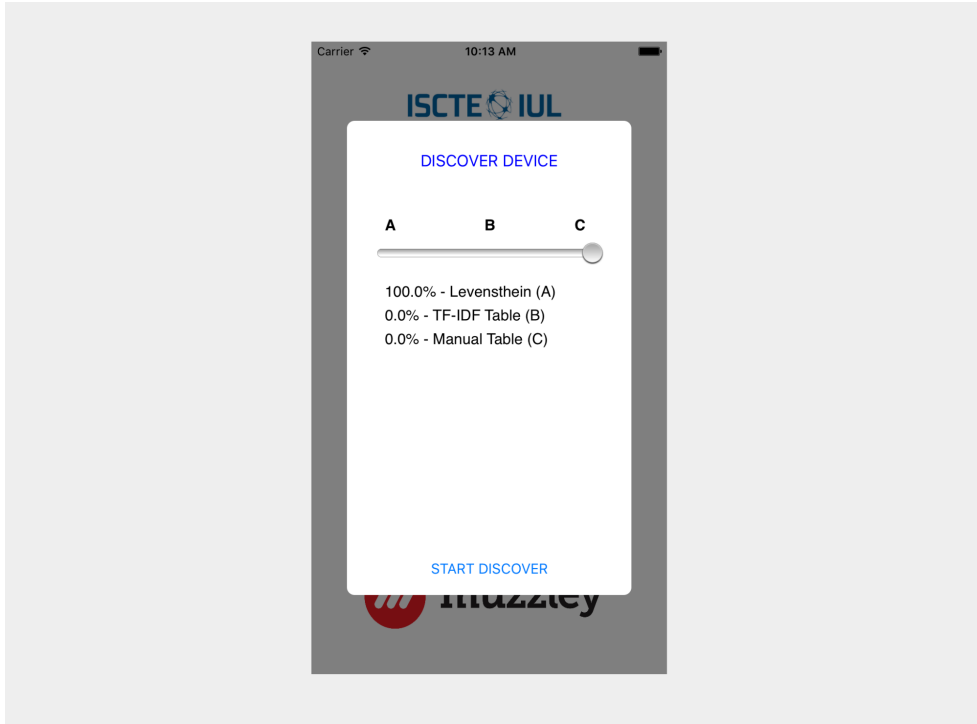 Carrier 10:13 AM
ISCTE IUL
DISCOVER DEVICE
A B C
100.0% - Levensthein (A)
0.0% - TF-IDF Table (B)
0.0% - Manual Table (C)
START DISCOVER
muzzley